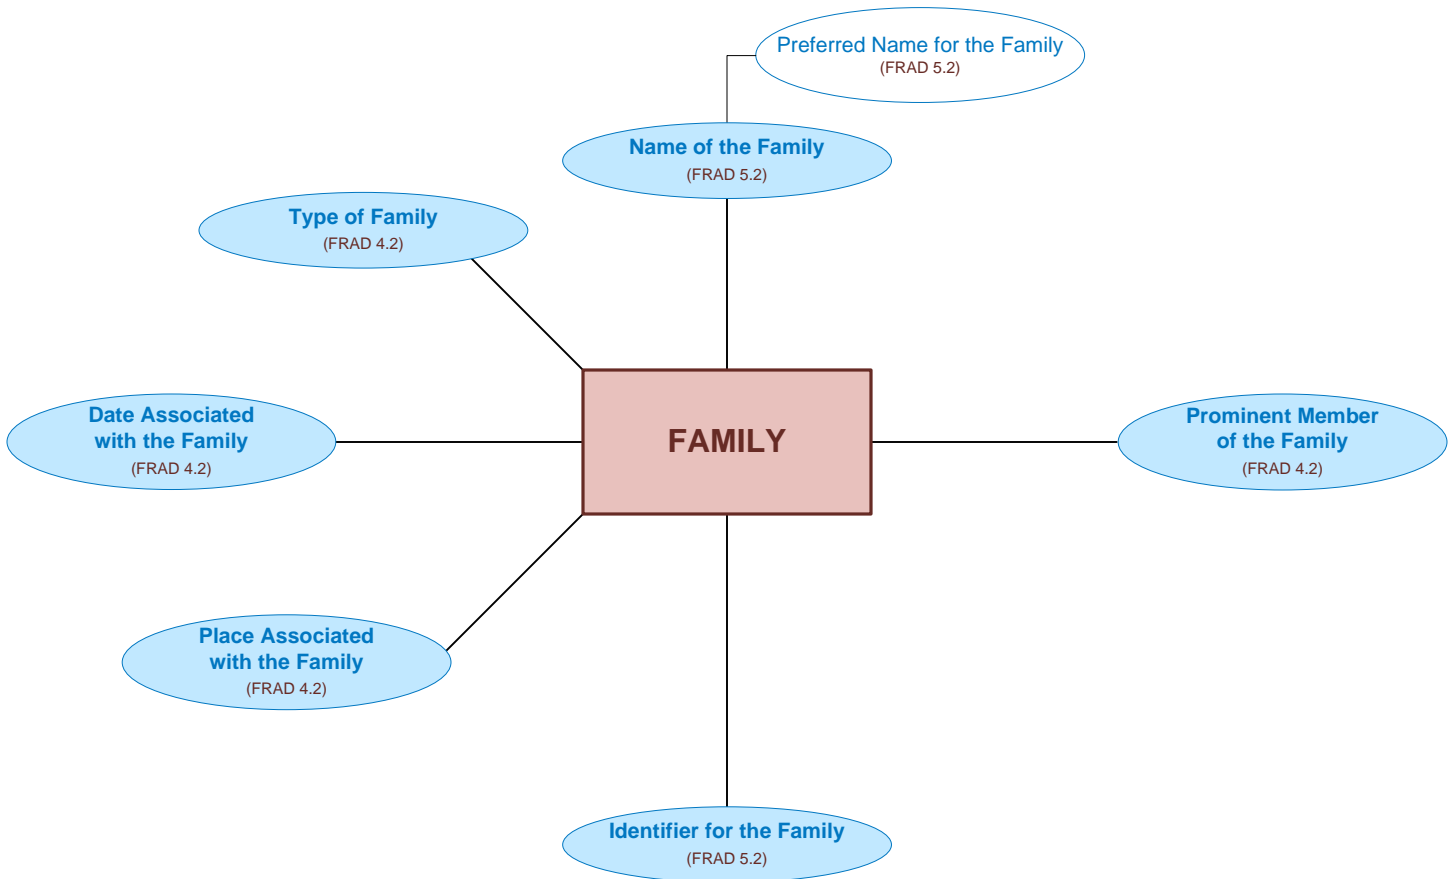 Preferred Name for the Family
(FRAD 5.2)
Name of the Family
(FRAD 5.2)
Type of Family
(FRAD 4.2)
Date Associated
with the Family
(FRAD 4.2)
FAMILY
Prominent Member
of the Family
(FRAD 4.2)
Place Associated
with the Family
(FRAD 4.2)
Identifier for the Family
(FRAD 5.2)